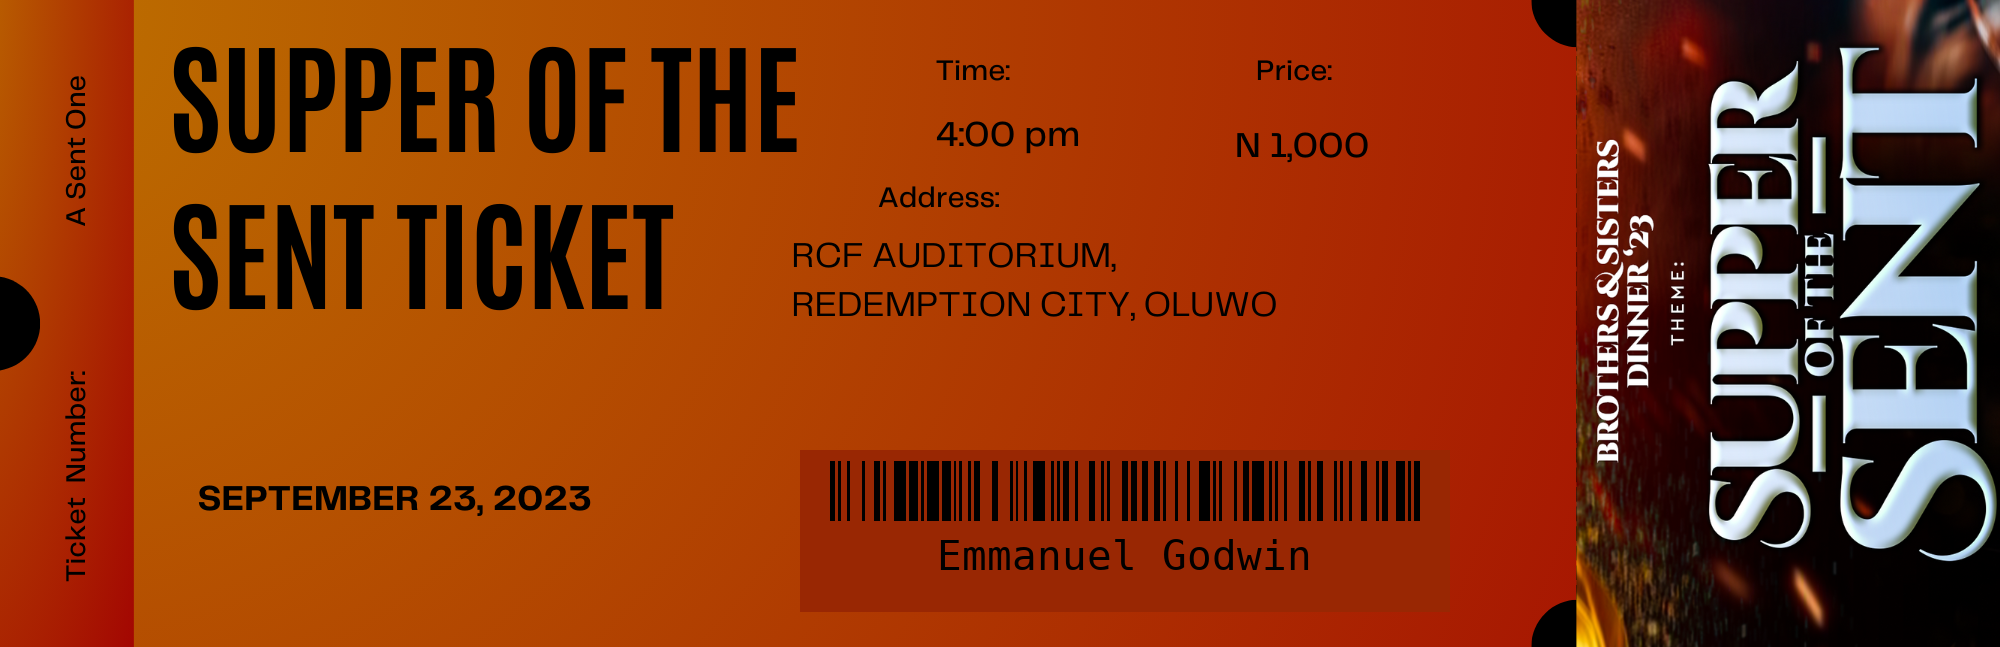 A Sent One
Ticket Number:
SUPPER OF THE
SENT TICKET
SEPTEMBER 23, 2023
Time:
4:00 pm
Price:
N 1,000
Address:
RCF AUDITORIUM,
REDEMPTION CITY, OLUWO
Emmanuel Godwin
BROTHERS & SISTERS
DINNER '23
THEME:
SUPPER
OF THE
SENT